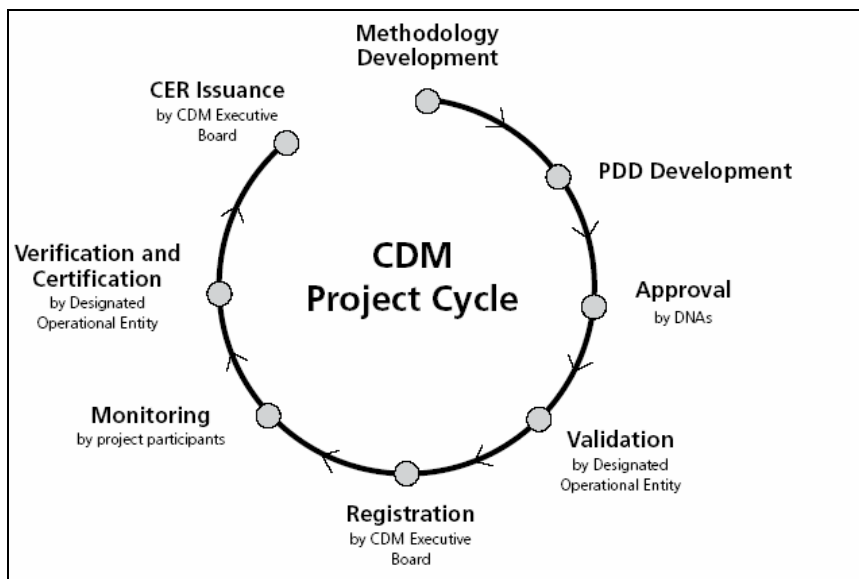 Methodology
Development
PDD Development
Approval
by DNAs
Validation
by Designated
Operational Entity
Registration
by CDM Executive
Board
Monitoring
by project participants
Verification and
Certification
by Designated
Operational Entity
CER Issuance
by CDM Executive
Board
CDM
Project Cycle